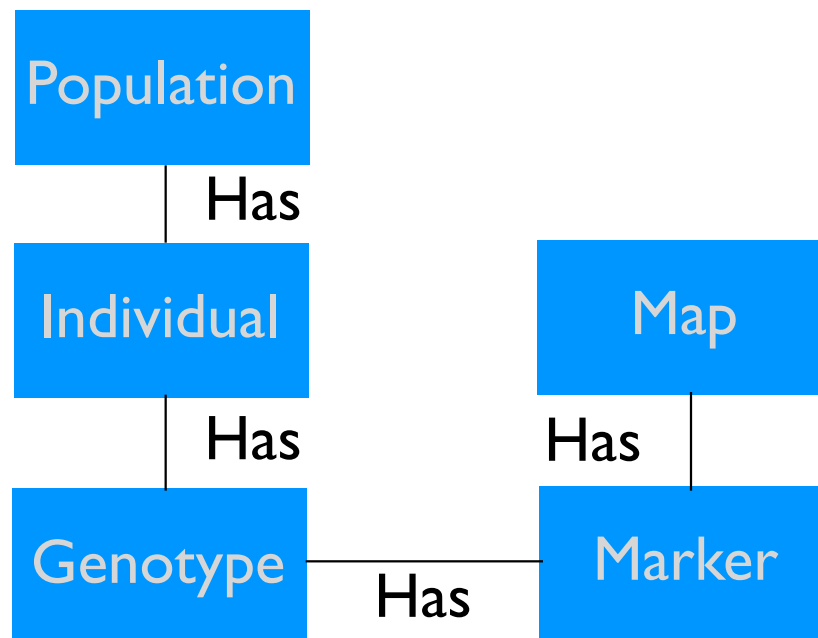 Population
Has
Individual
Map
Has
Has
Genotype
Marker
Has